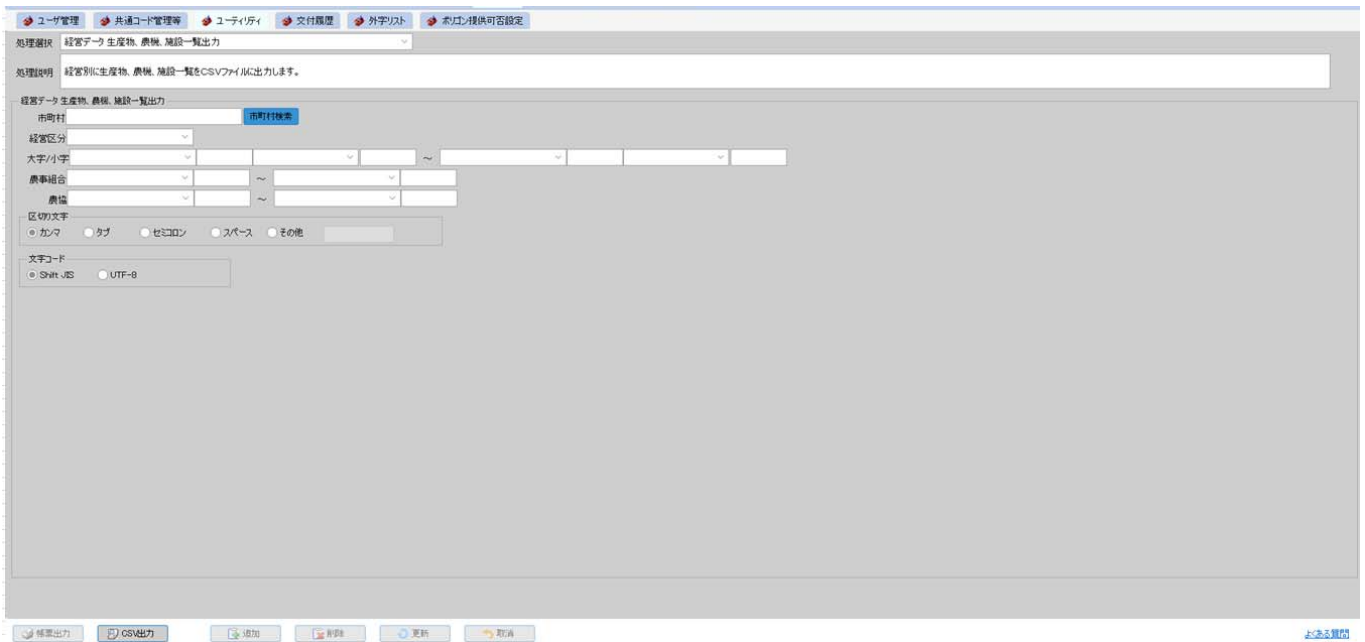 ユーザ管理 共通コード管理等 ユーティリティ 交付履歴 外字リスト ポリゴン提供可否設定
処理選択 経営データ 生産物、農機、施設一覧出力
処理説明 経営別に生産物、農機、施設一覧をCSVファイルに出力します。
経営データ 生産物、農機、施設一覧出力
市町村 市町村検索
経営区分
大字/小字 ～
農事組合 ～
農協 ～
区切り文字
カンマ タブ セミコロン スペース その他
文字コード
Shift JIS UTF-8
帳票出力 CSV出力 追加 削除 更新 取消 よくある質問